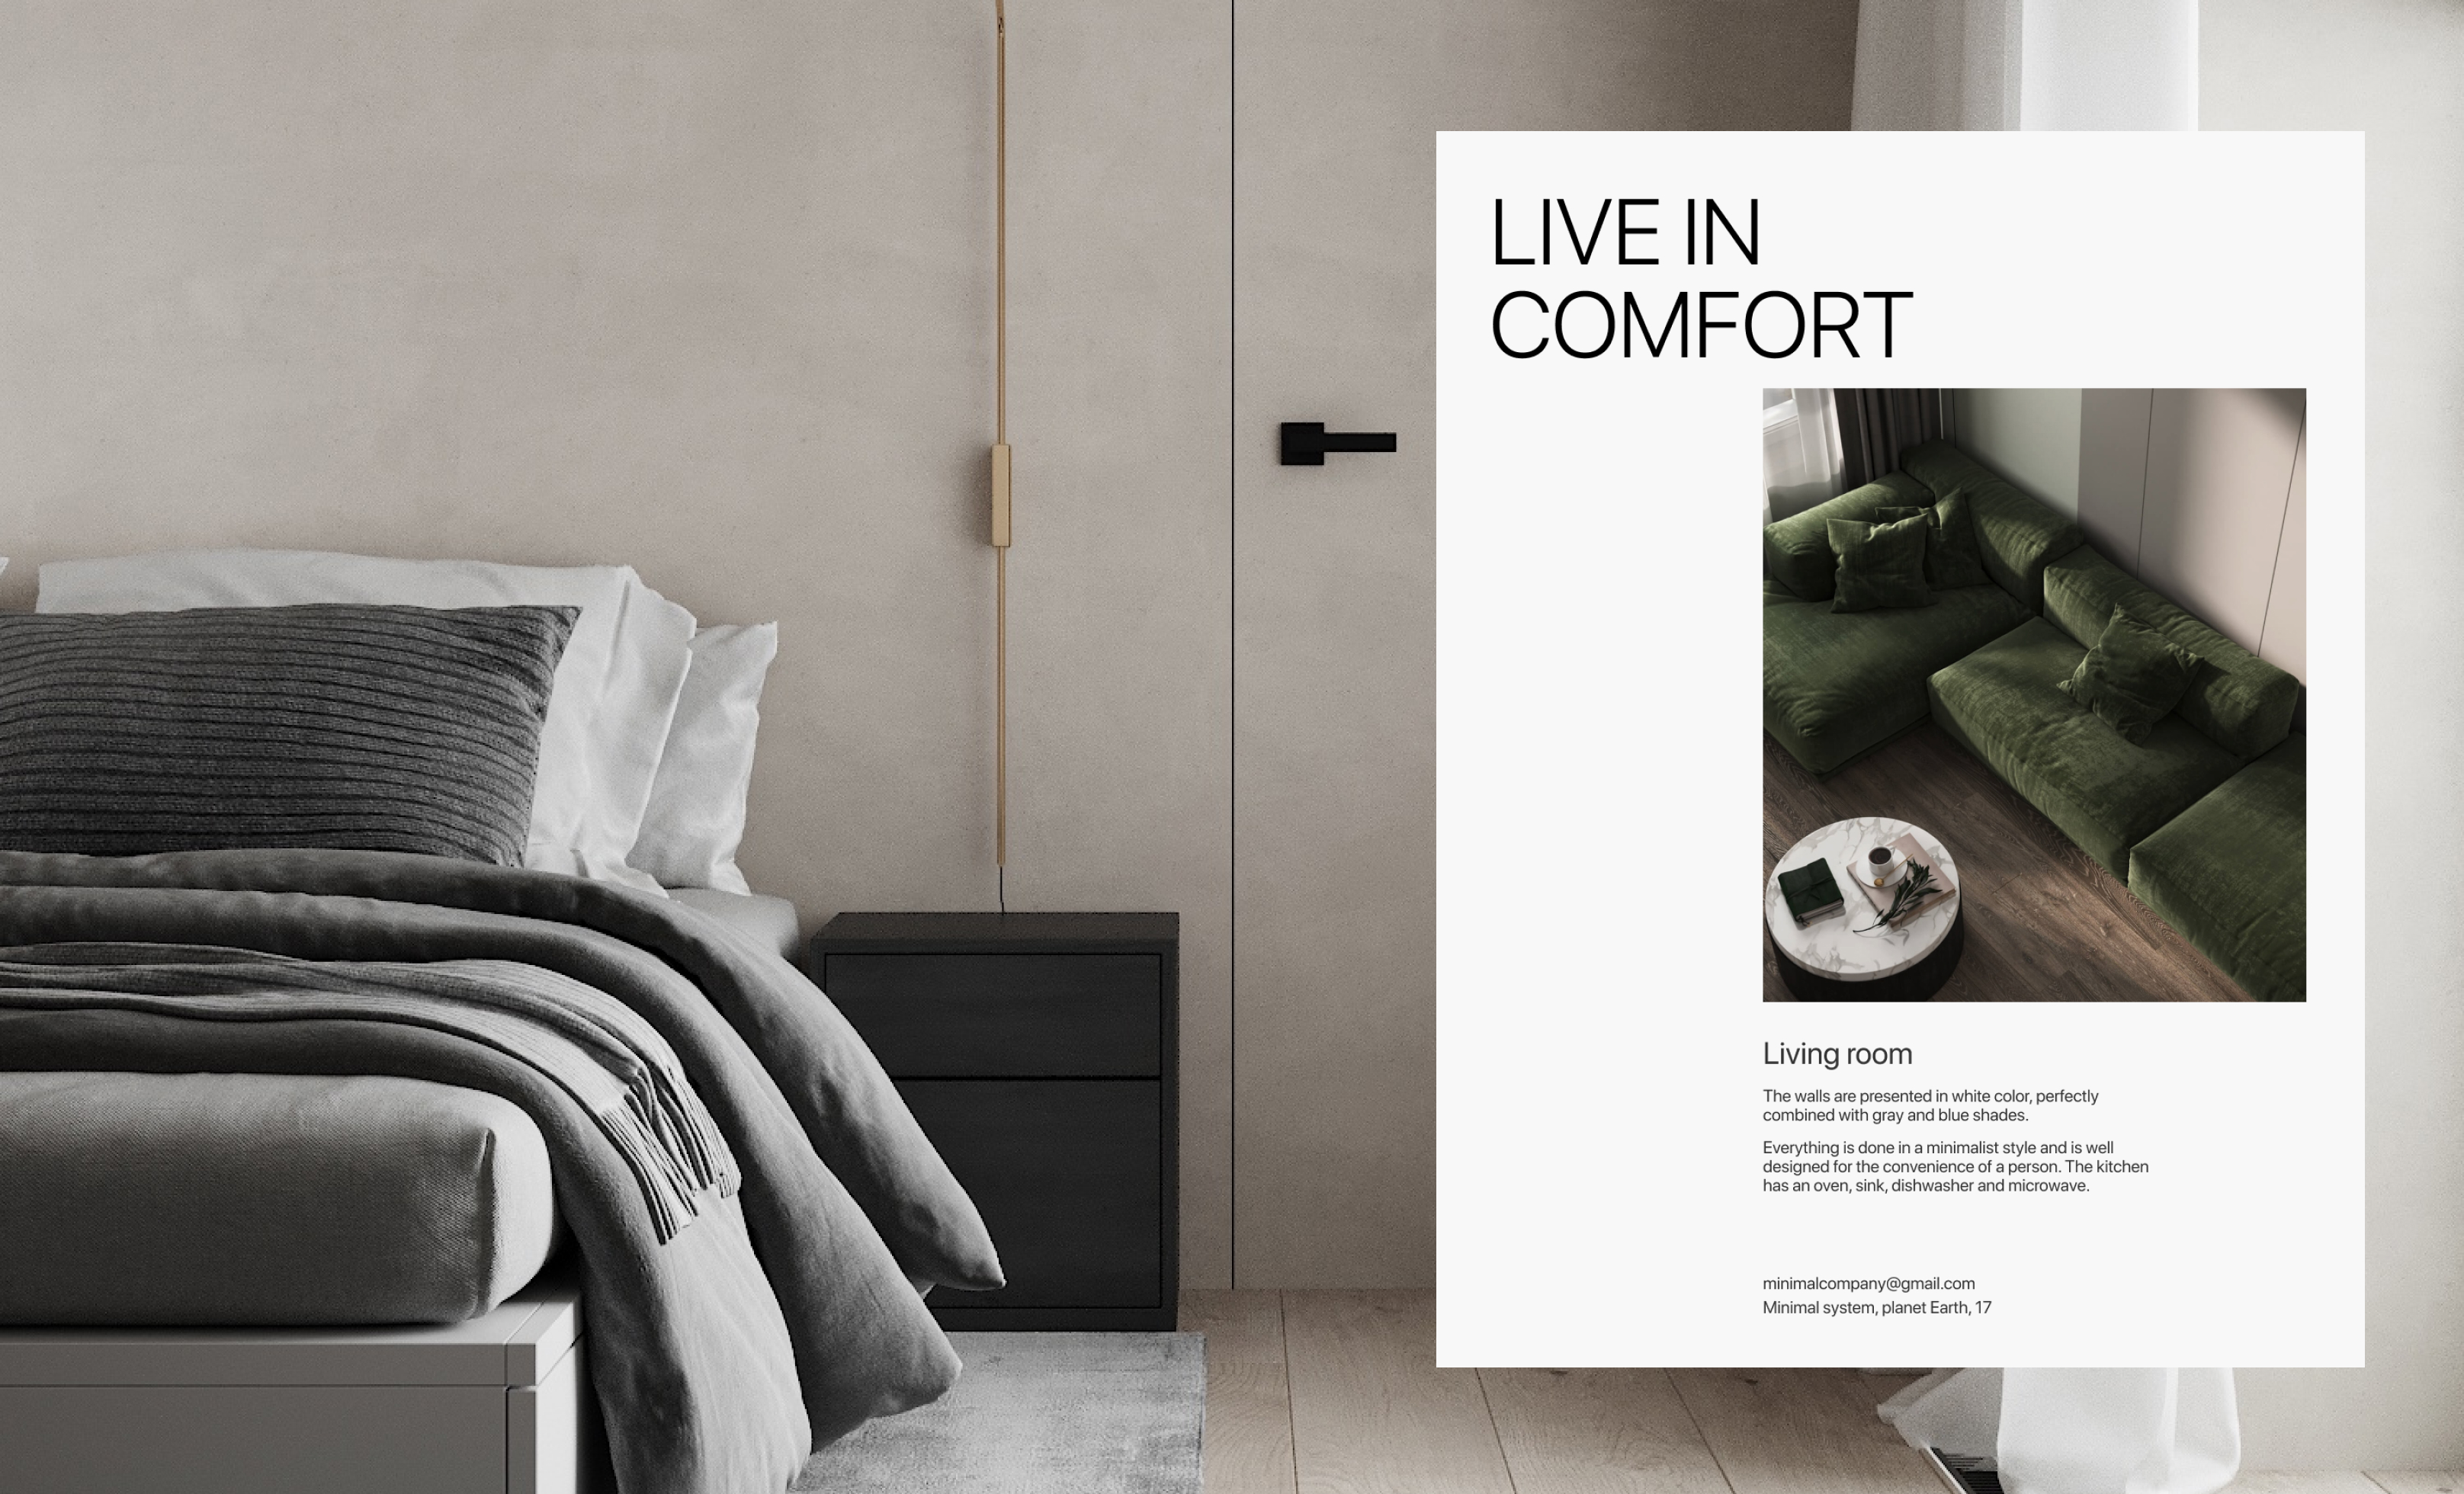 LIVE IN
COMFORT
Living room
The walls are presented in white color, perfectly
combined with gray and blue shades.
Everything is done in a minimalist style and is well
designed for the convenience of a person. The kitchen
has an oven, sink, dishwasher and microwave.
minimalcompany@gmail.com
Minimal system, planet Earth, 17